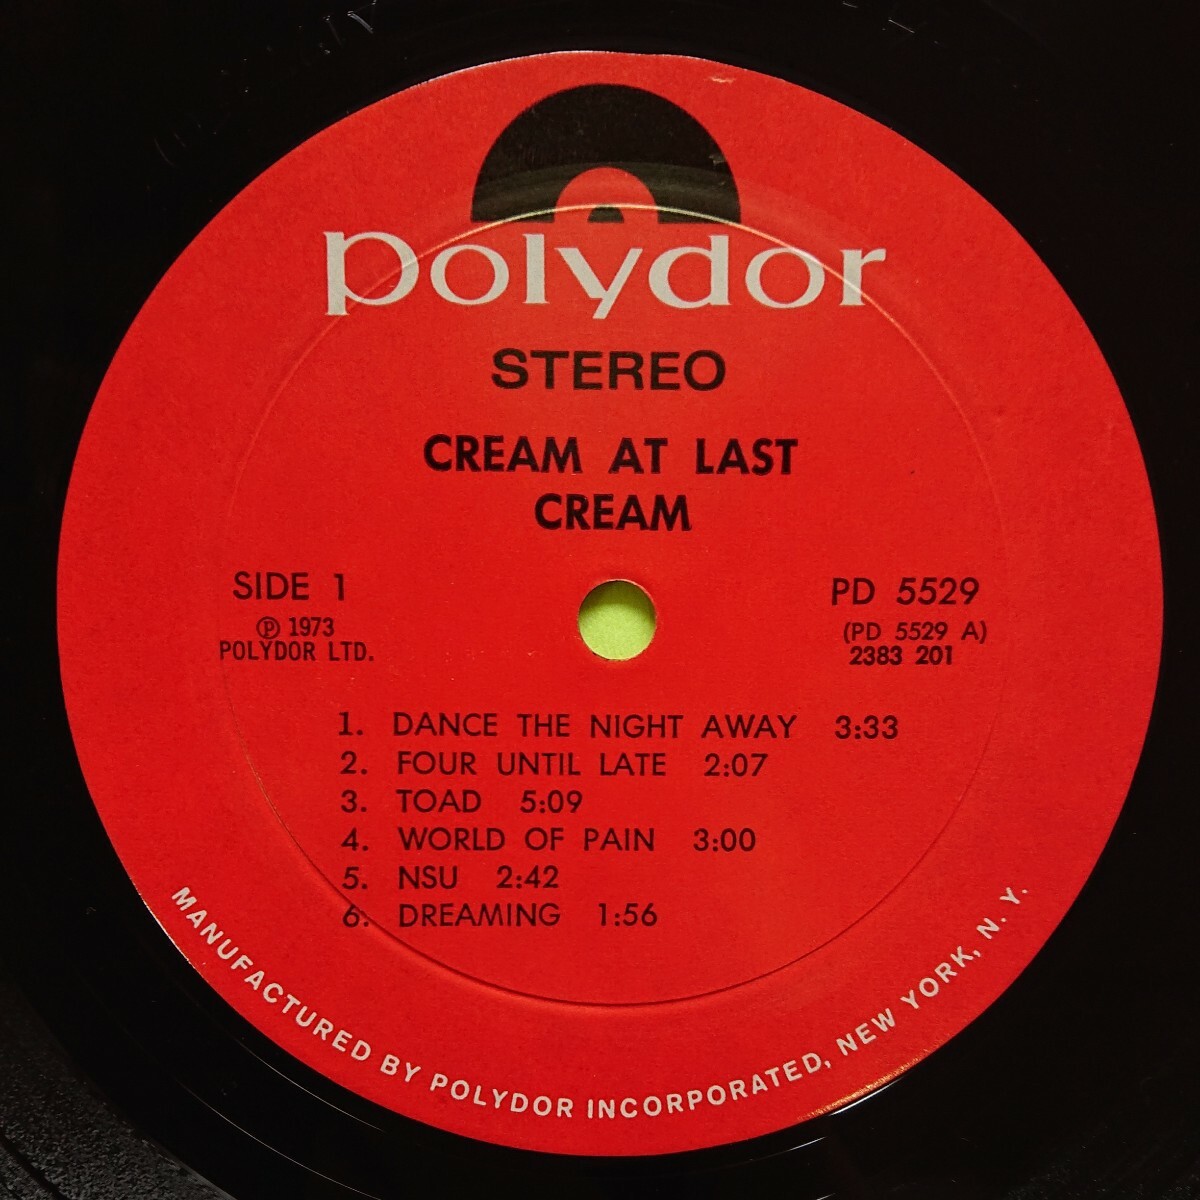 polydor
STEREO
CREAM AT LAST
CREAM
SIDE 1
℗ 1973
POLYDOR LTD.
PD 5529
(PD 5529 A)
2383 201
1. DANCE THE NIGHT AWAY 3:33
2. FOUR UNTIL LATE 2:07
3. TOAD 5:09
4. WORLD OF PAIN 3:00
5. NSU 2:42
6. DREAMING 1:56
MANUFACTURED BY POLYDOR INCORPORATED, NEW YORK, N. Y.